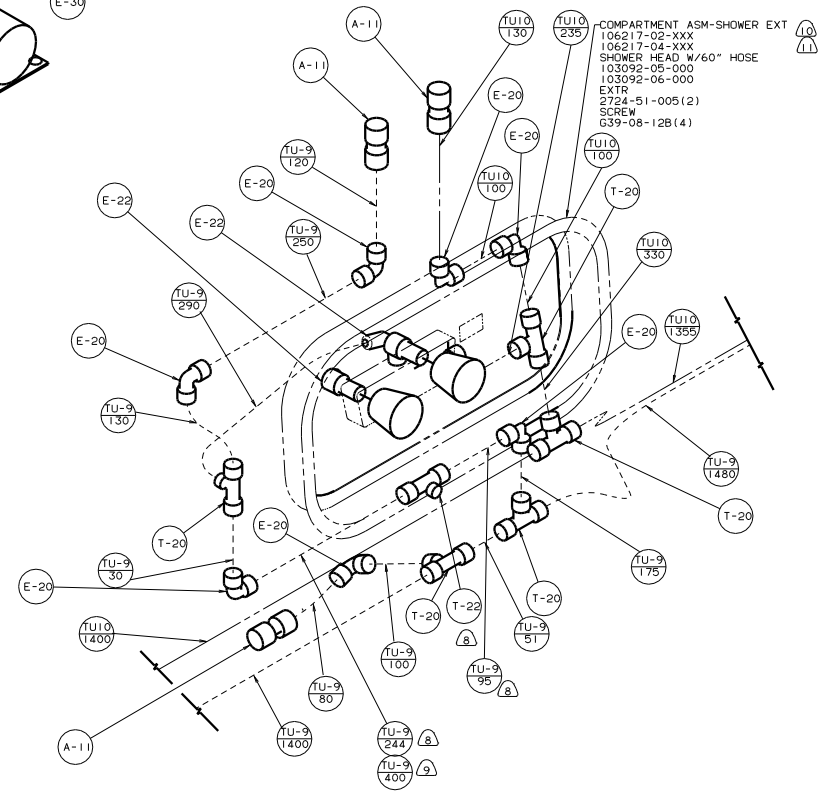 E-30
A-11
TU10
130
TU10
235
COMPARTMENT ASM-SHOWER EXT
10
106217-02-XXX
106217-04-XXX
11
SHOWER HEAD W/60" HOSE
103092-05-000
103092-06-000
EXTR
2724-51-005(2)
SCREW
G39-08-12B(4)
A-11
E-20
E-20
TU-9
120
TU10
100
E-20
TU10
100
T-20
E-22
E-22
TU-9
250
TU10
330
TU-9
290
E-20
TU10
1355
E-20
TU-9
130
TU-9
1480
T-20
T-20
E-20
TU-9
30
TU-9
175
E-20
T-20
T-22
T-20
8
TU-9
51
TU10
1400
TU-9
100
TU-9
95
8
TU-9
80
A-11
TU-9
1400
TU-9
244
8
TU-9
400
9